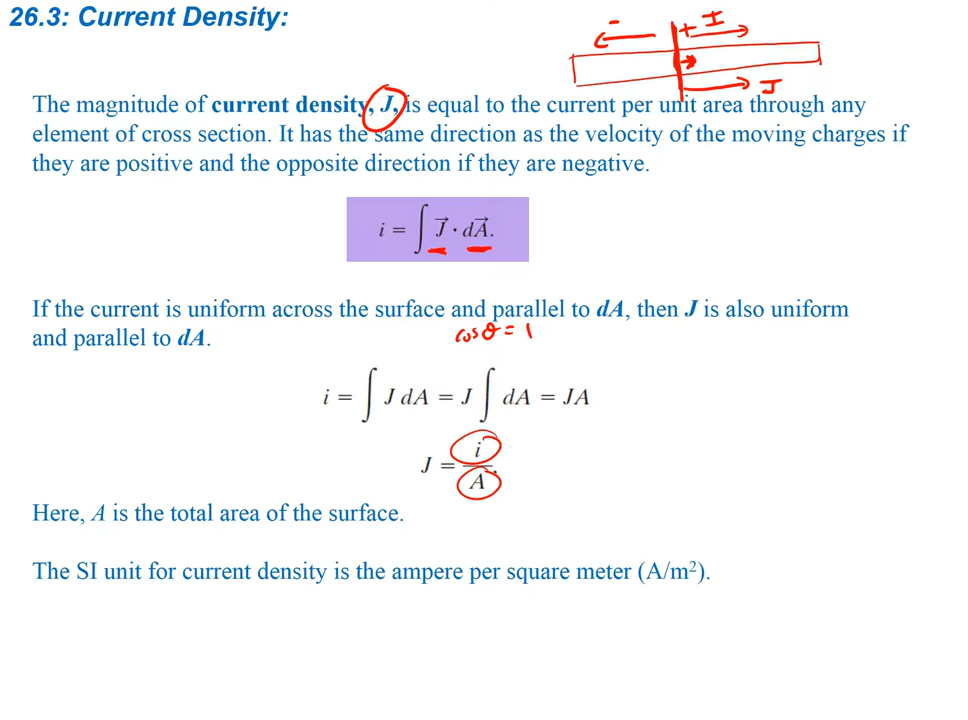 26.3: Current Density:
- + I
J
The magnitude of current density, J, is equal to the current per unit area through any
element of cross section. It has the same direction as the velocity of the moving charges if
they are positive and the opposite direction if they are negative.
i = ∫ J⃗ · dA⃗.
If the current is uniform across the surface and parallel to dA, then J is also uniform
and parallel to dA.
cos θ = 1
i = ∫ J dA = J ∫ dA = JA
J = i/A.
Here, A is the total area of the surface.
The SI unit for current density is the ampere per square meter (A/m²).